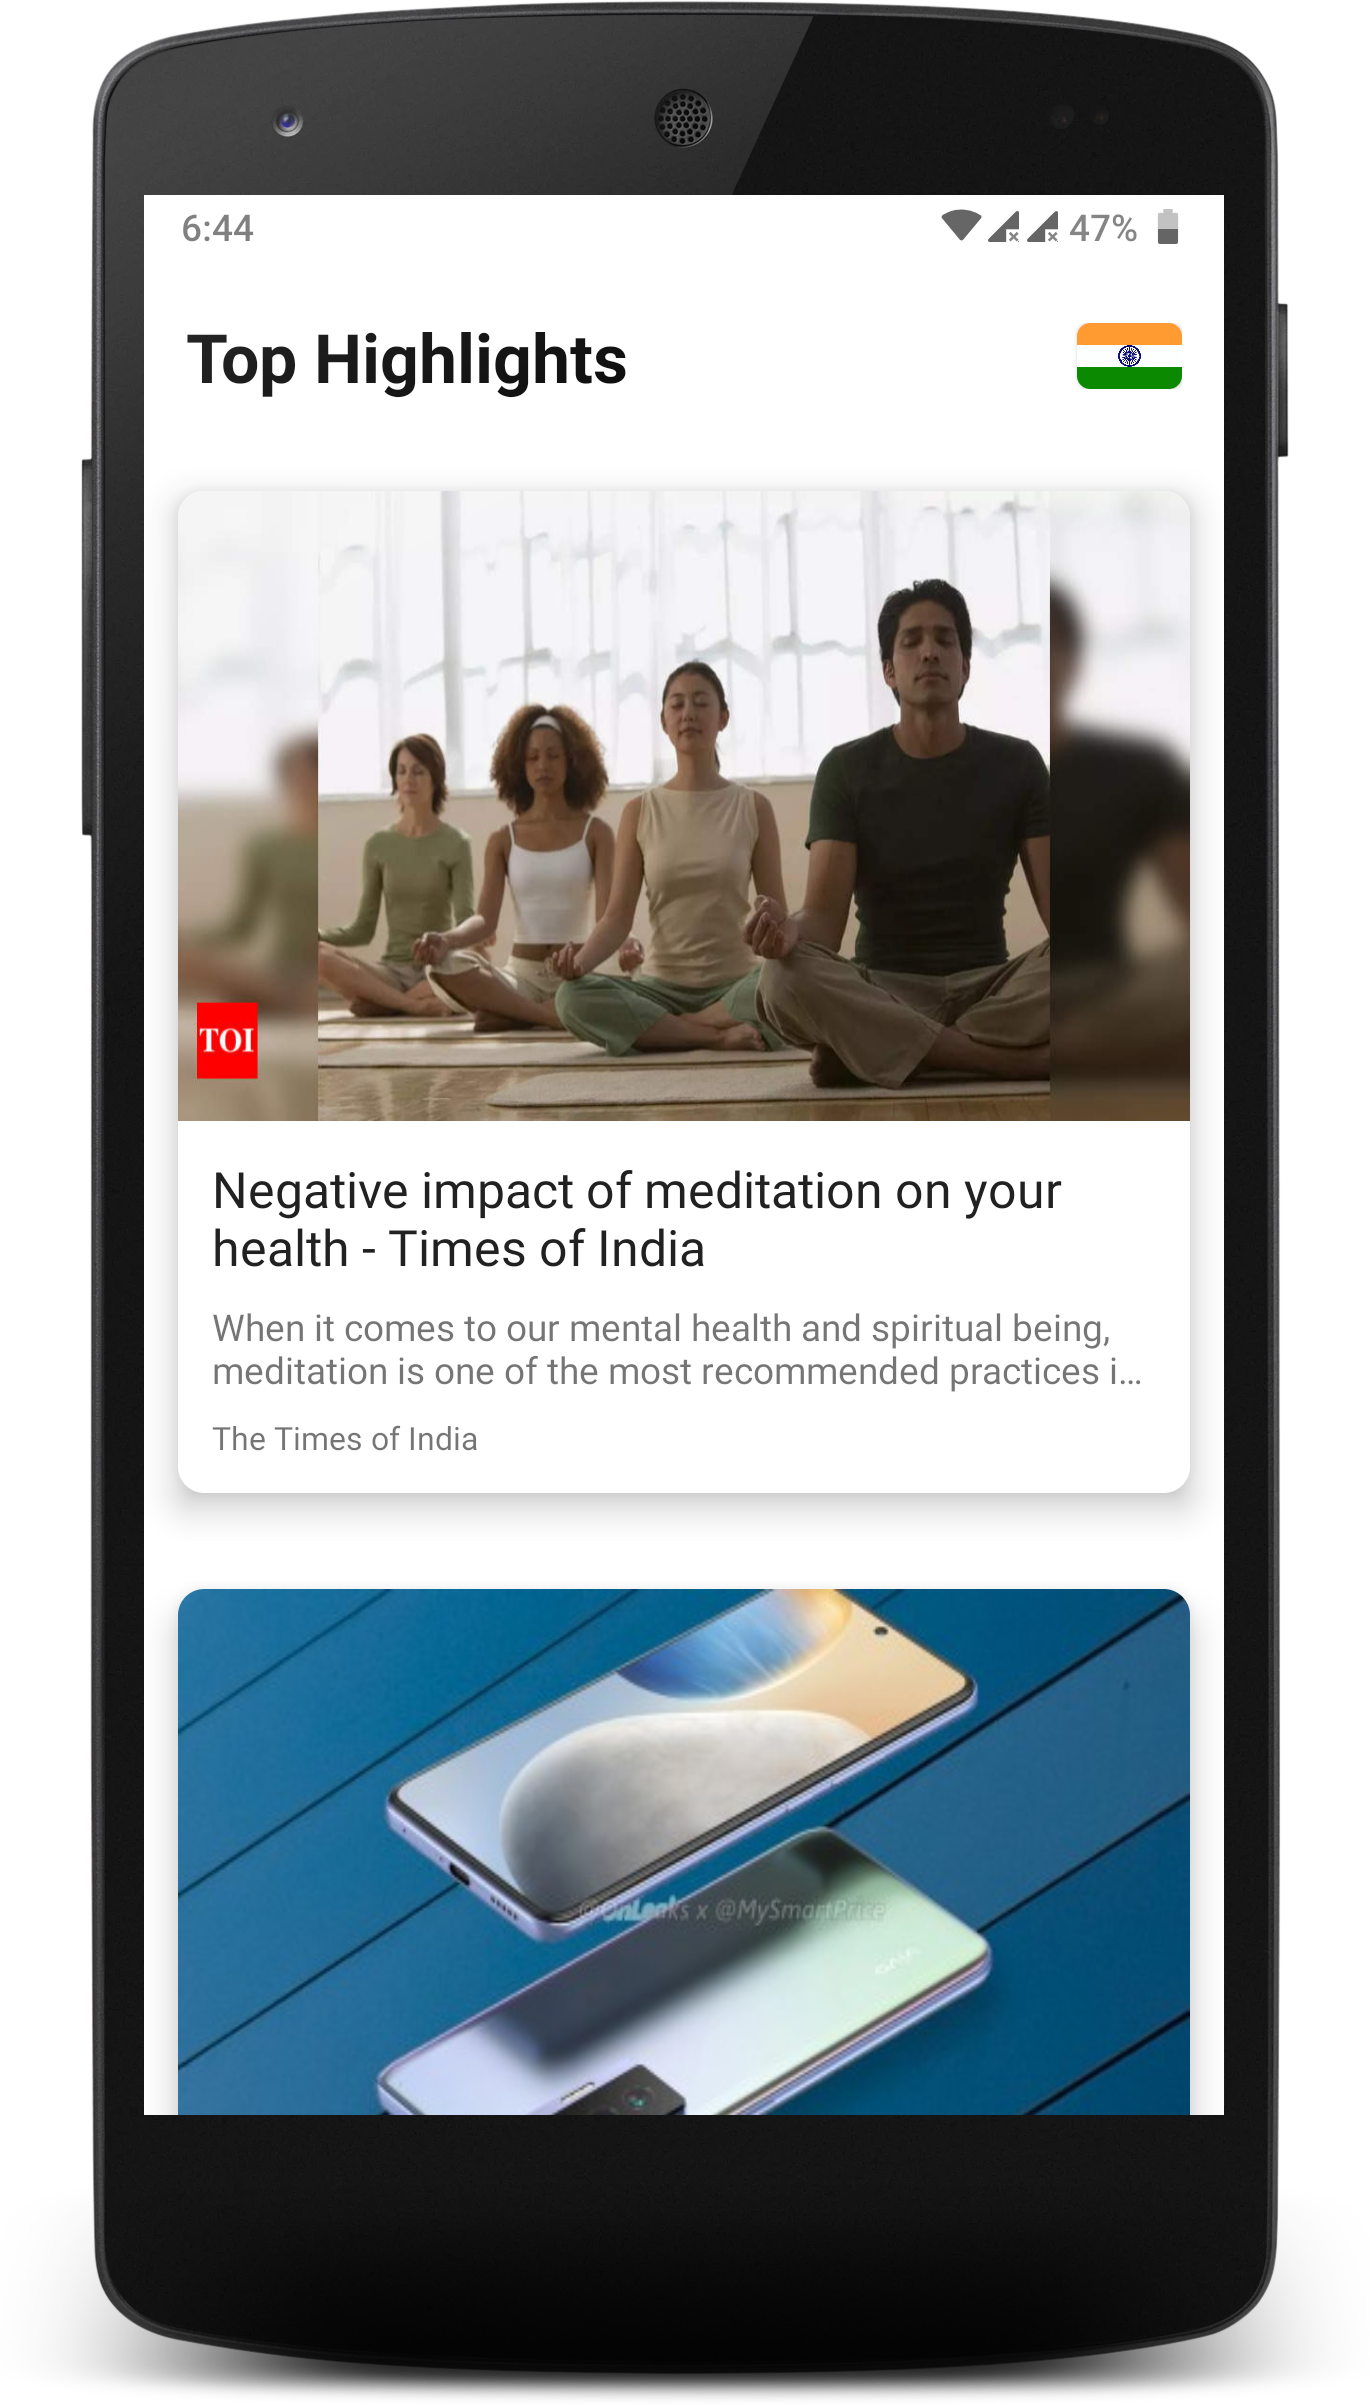 6:44
47%
Top Highlights
TOI
Negative impact of meditation on your
health - Times of India
When it comes to our mental health and spiritual being,
meditation is one of the most recommended practices i...
The Times of India
@OnLeaks x @MySmartPrice
vivo